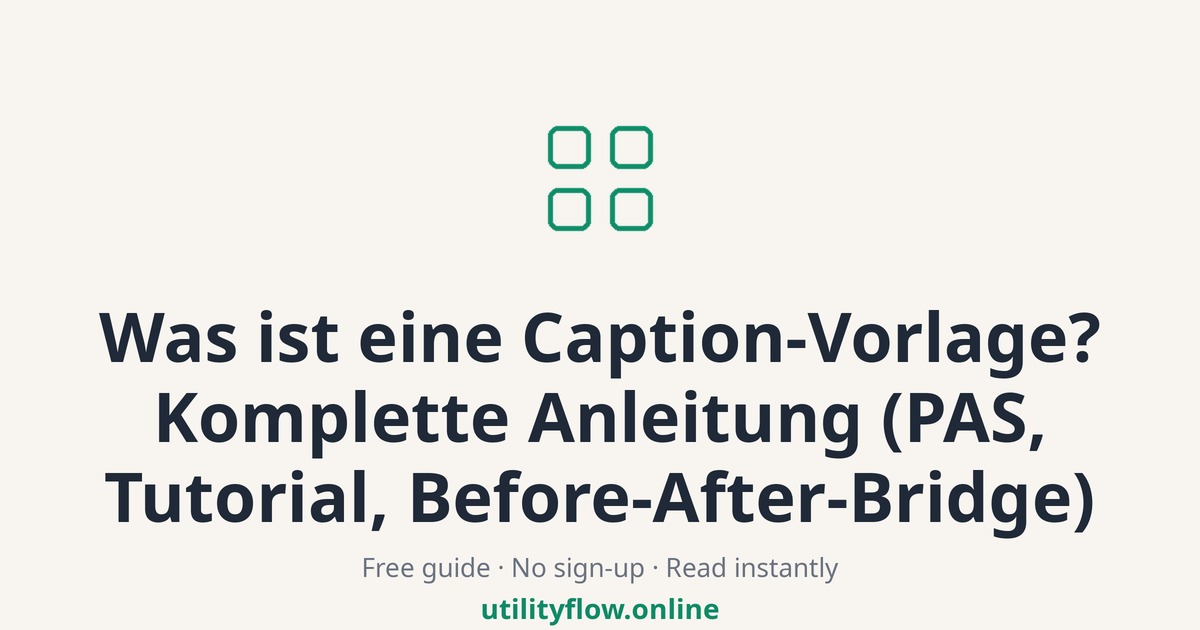 Was ist eine Caption-Vorlage?
Komplette Anleitung (PAS,
Tutorial, Before-After-Bridge)
Free guide · No sign-up · Read instantly
utilityflow.online